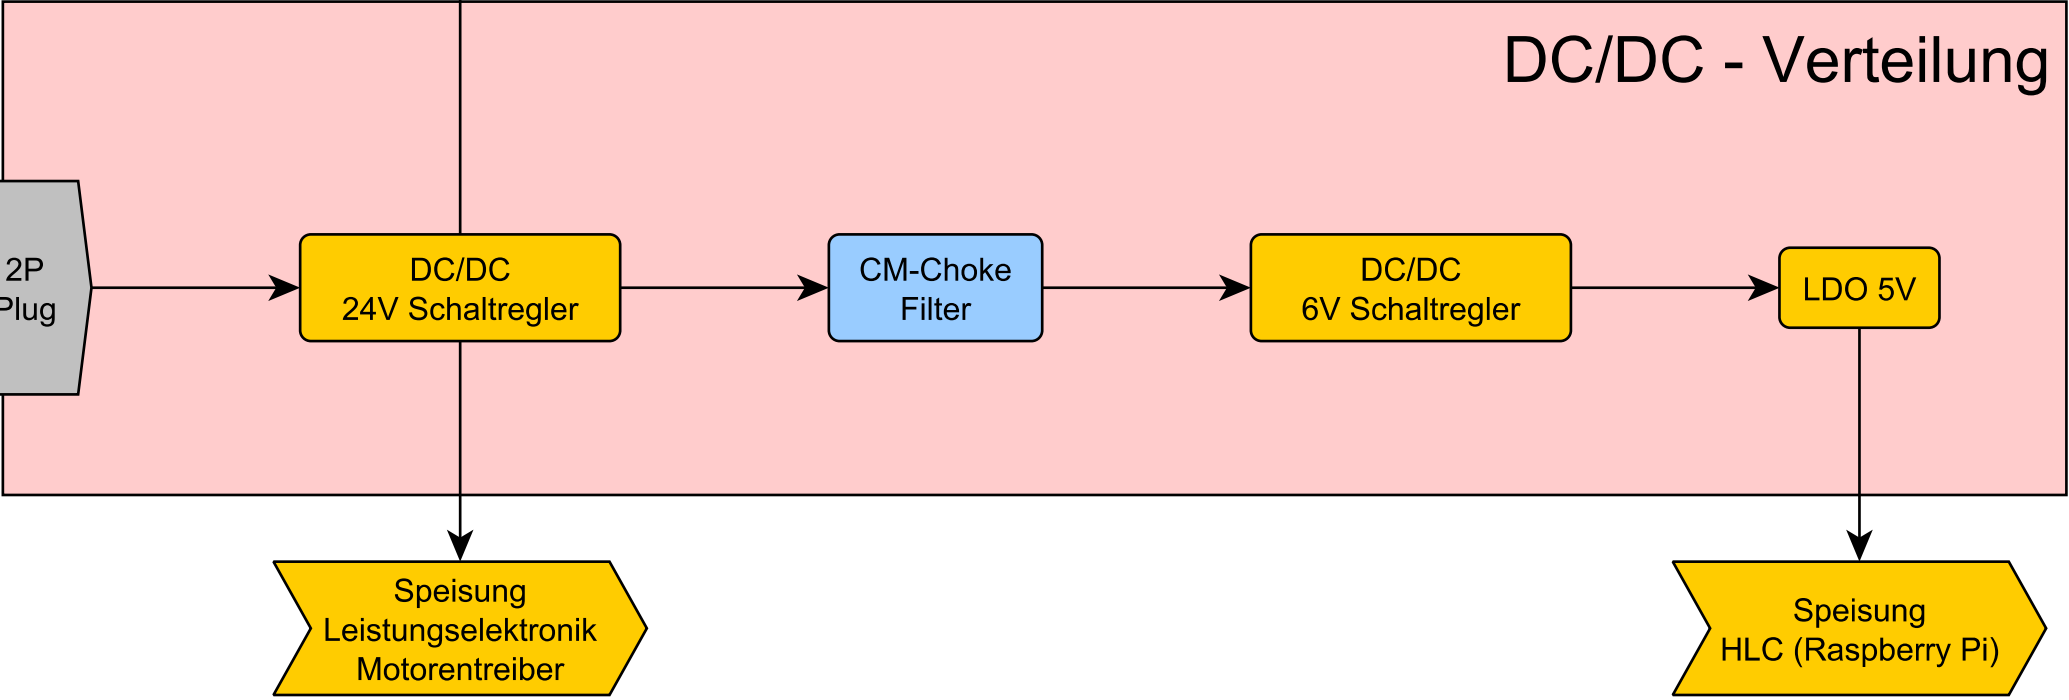 DC/DC - Verteilung
2P
Plug
DC/DC
24V Schaltregler
CM-Choke
Filter
DC/DC
6V Schaltregler
LDO 5V
Speisung
Leistungselektronik
Motorentreiber
Speisung
HLC (Raspberry Pi)